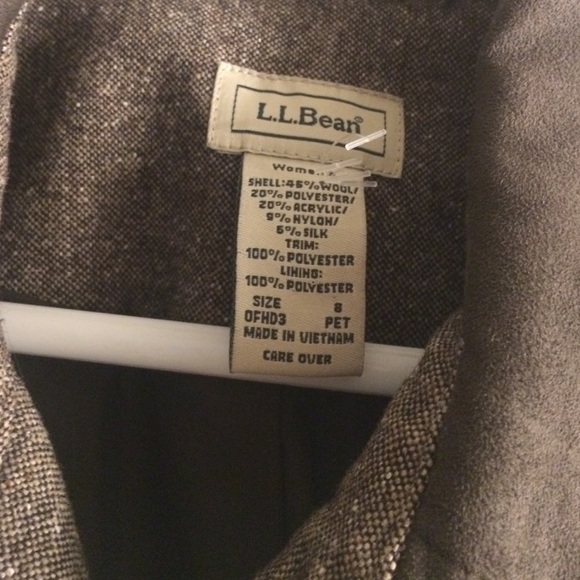 L.L.Bean®
SHELL:45% WOOL/
20% POLYESTER/
20% ACRYLIC/
9% NYLON/
6% SILK
TRIM:
100% POLYESTER
LINING:
100% POLYESTER
SIZE 8
OFHD3 PET
MADE IN VIETNAM
CARE OVER